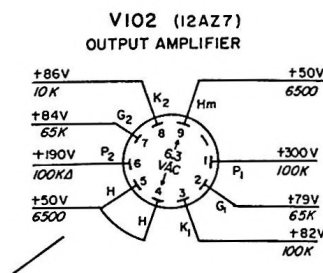 V102 (12AZ7)
OUTPUT AMPLIFIER
+86V
10K
K2
+50V
6500
Hm
+84V
65K
G2
+190V
100KΔ
P2
+50V
6500
H
H
8
9
7
6
5
4
3
2
1
6.3
VAC
+300V
100K
P1
+79V
65K
G1
+82V
100K
K1